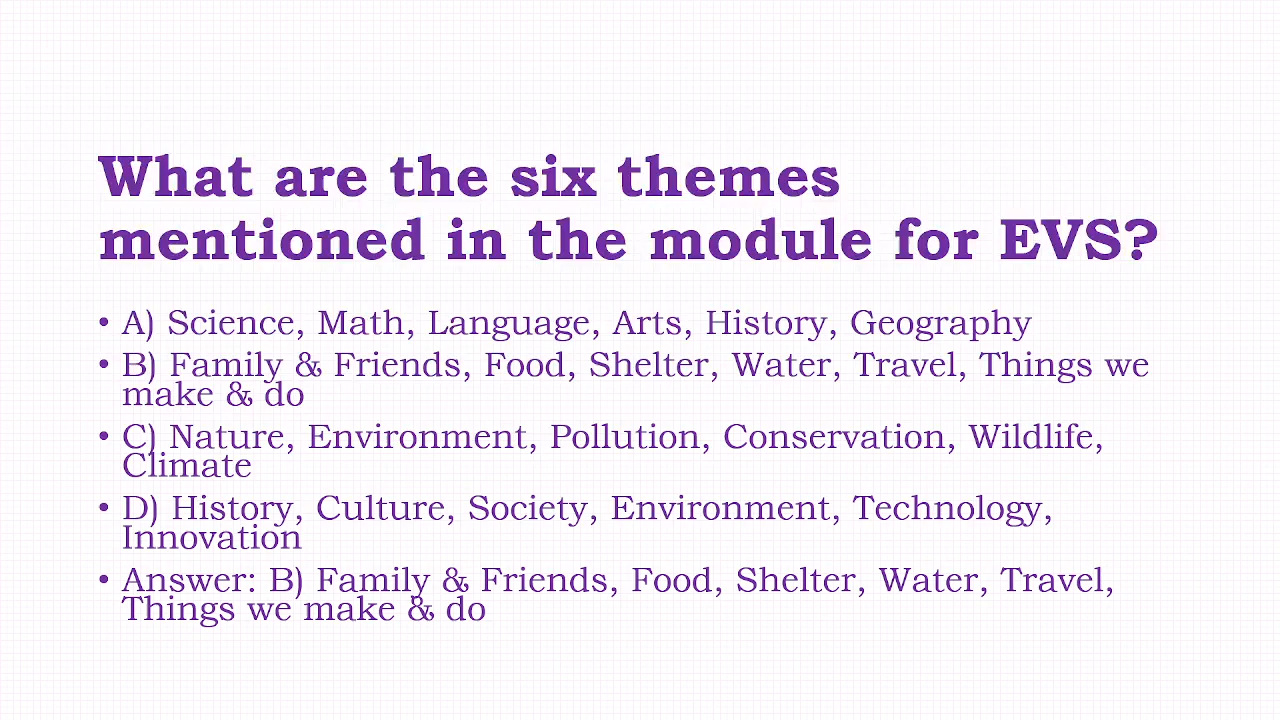 What are the six themes
mentioned in the module for EVS?
• A) Science, Math, Language, Arts, History, Geography
• B) Family & Friends, Food, Shelter, Water, Travel, Things we
make & do
• C) Nature, Environment, Pollution, Conservation, Wildlife,
Climate
• D) History, Culture, Society, Environment, Technology,
Innovation
• Answer: B) Family & Friends, Food, Shelter, Water, Travel,
Things we make & do